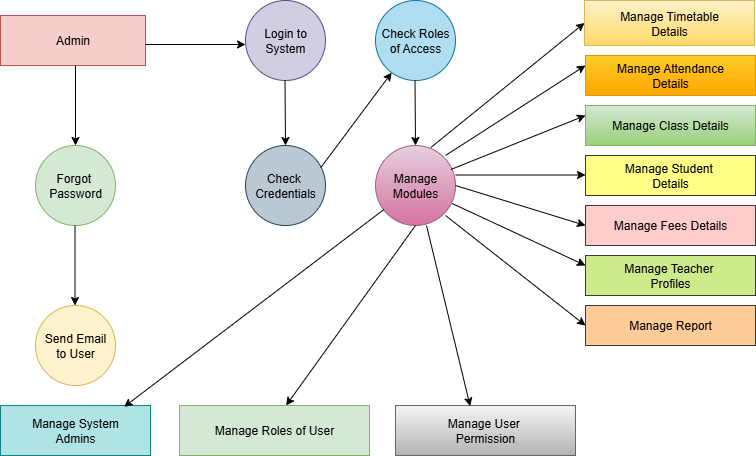 Admin
Login to
System
Check Roles
of Access
Manage Timetable
Details
Manage Attendance
Details
Manage Class Details
Forgot
Password
Check
Credentials
Manage
Modules
Manage Student
Details
Manage Fees Details
Manage Teacher
Profiles
Send Email
to User
Manage Report
Manage System
Admins
Manage Roles of User
Manage User
Permission